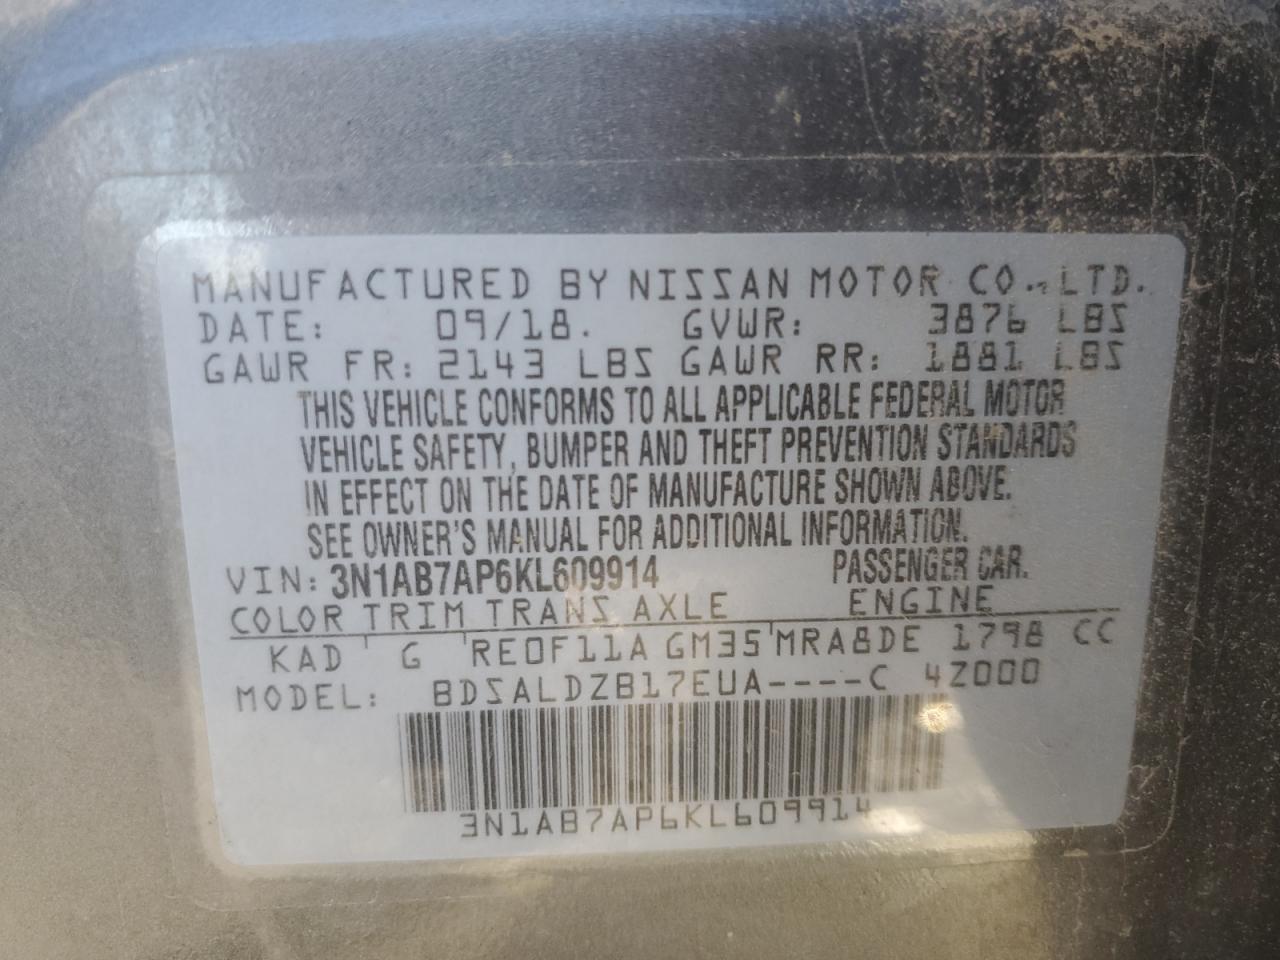 MANUFACTURED BY NISSAN MOTOR CO., LTD.
DATE: 09/18. GVWR: 3876 LBS
GAWR FR: 2143 LBS GAWR RR: 1881 LBS
THIS VEHICLE CONFORMS TO ALL APPLICABLE FEDERAL MOTOR
VEHICLE SAFETY, BUMPER AND THEFT PREVENTION STANDARDS
IN EFFECT ON THE DATE OF MANUFACTURE SHOWN ABOVE.
SEE OWNER'S MANUAL FOR ADDITIONAL INFORMATION.
VIN: 3N1AB7AP6KL609914 PASSENGER CAR.
COLOR TRIM TRANS AXLE ENGINE
KAD G RE0F11A GM35 MRA8DE 1798 CC
MODEL: BDSALDZB17EUA----C 4Z000
3N1AB7AP6KL609914